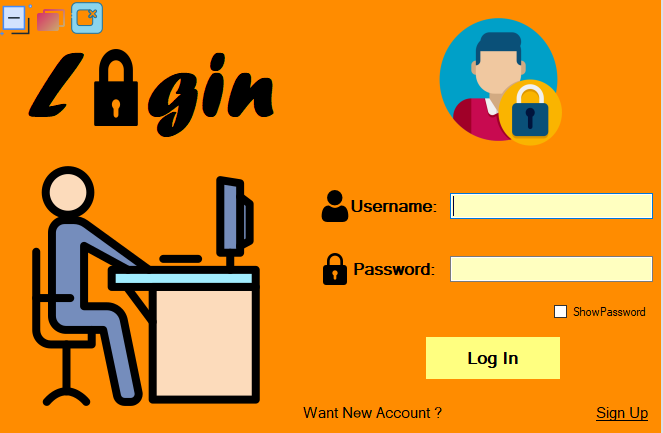 Login
Username:
Password:
ShowPassword
Log In
Want New Account ?
Sign Up